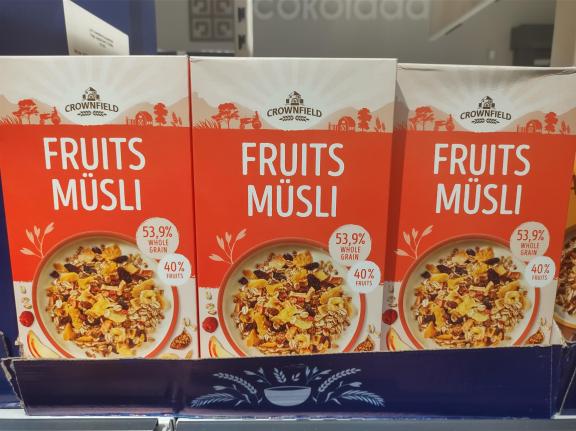 čokolada
CROWNFIELD
FRUITS
MÜSLI
53,9%
WHOLE
GRAIN
40%
FRUITS
CROWNFIELD
FRUITS
MÜSLI
53,9%
WHOLE
GRAIN
40%
FRUITS
CROWNFIELD
FRUITS
MÜSLI
53,9%
WHOLE
GRAIN
40%
FRUITS